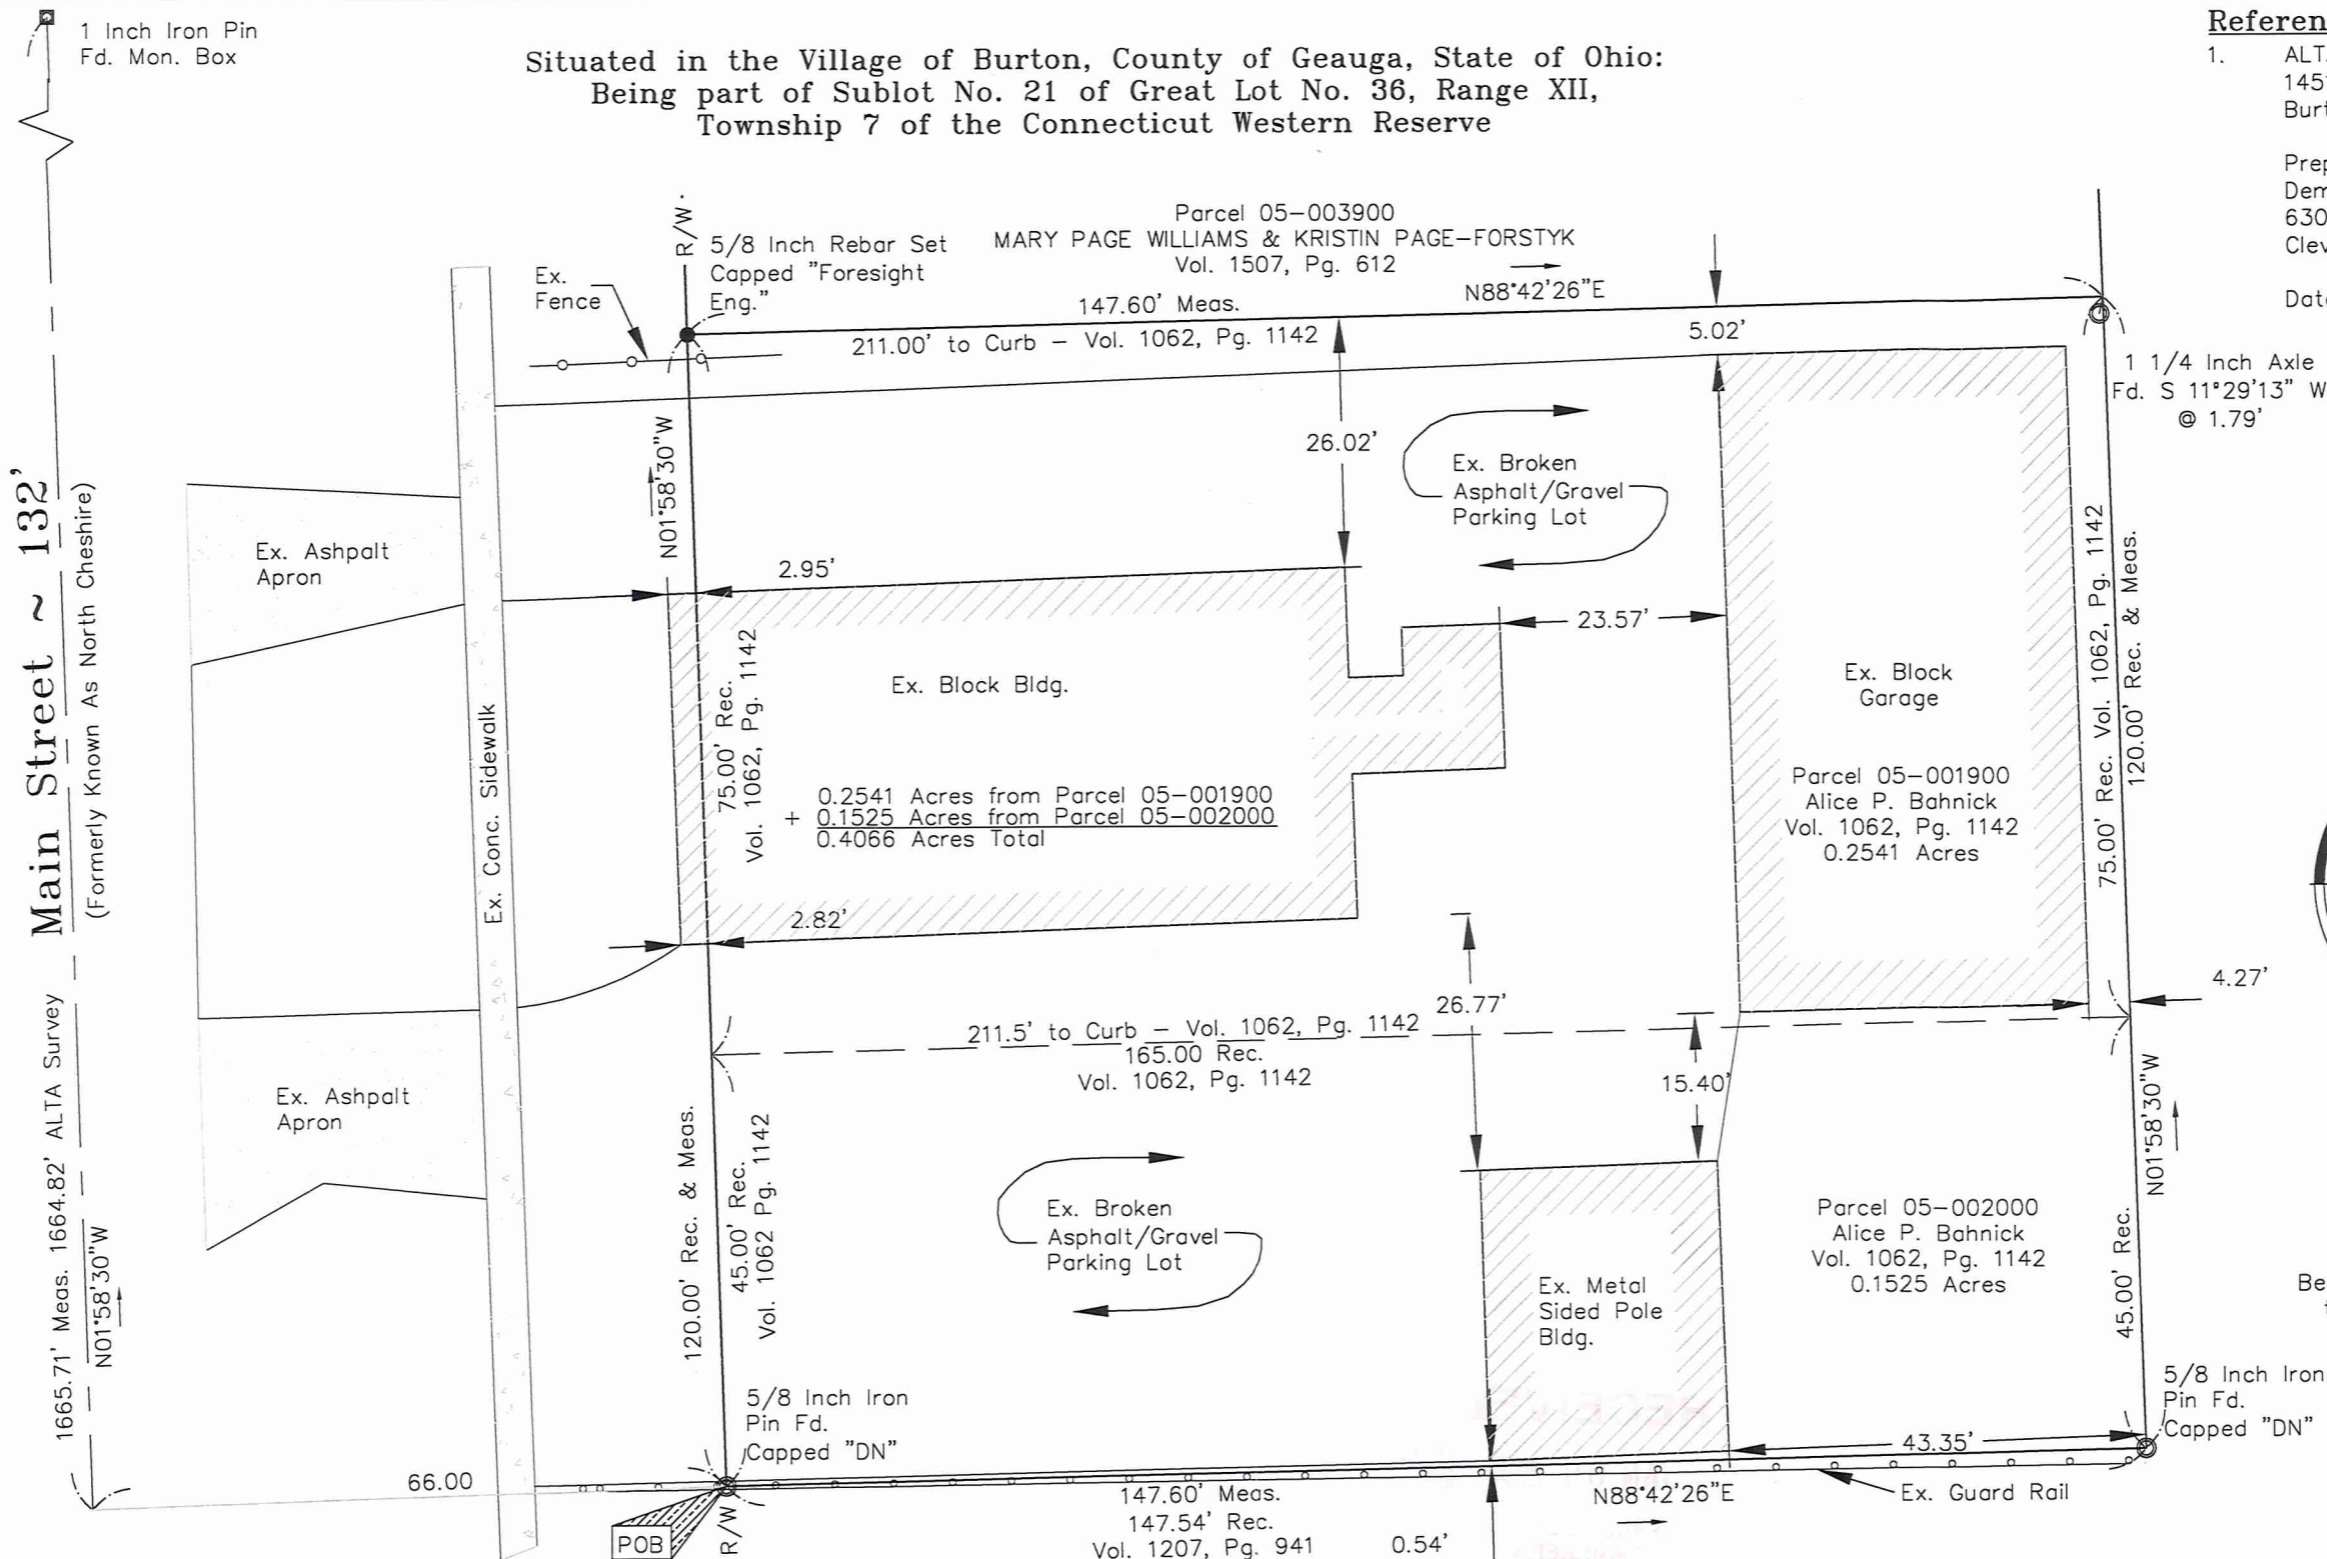 1 Inch Iron Pin
Fd. Mon. Box
Situated in the Village of Burton, County of Geauga, State of Ohio:
Being part of Sublot No. 21 of Great Lot No. 36, Range XII,
Township 7 of the Connecticut Western Reserve
Referen
1. ALT
145
Burt
Prep
Dem
630
Clev
Date
Parcel 05-003900
MARY PAGE WILLIAMS & KRISTIN PAGE-FORSTYK
Vol. 1507, Pg. 612
R/W.
5/8 Inch Rebar Set
Capped "Foresight
Eng."
Ex.
Fence
147.60' Meas.
N88°42'26"E
211.00' to Curb - Vol. 1062, Pg. 1142
5.02'
1 1/4 Inch Axle
Fd. S 11°29'13" W
@ 1.79'
26.02'
Ex. Broken
Asphalt/Gravel
Parking Lot
N01°58'30"W
Main Street ~ 132'
(Formerly Known As North Cheshire)
Ex. Ashpalt
Apron
Ex. Conc. Sidewalk
2.95'
23.57'
75.00' Rec.
Vol. 1062, Pg. 1142
Ex. Block Bldg.
Ex. Block
Garage
75.00' Rec. Vol. 1062, Pg. 1142
120.00' Rec. & Meas.
0.2541 Acres from Parcel 05-001900
+ 0.1525 Acres from Parcel 05-002000
0.4066 Acres Total
Parcel 05-001900
Alice P. Bahnick
Vol. 1062, Pg. 1142
0.2541 Acres
2.82'
4.27'
26.77'
211.5' to Curb - Vol. 1062, Pg. 1142
165.00 Rec.
Vol. 1062, Pg. 1142
15.40'
Ex. Ashpalt
Apron
1665.71' Meas. 1664.82' ALTA Survey
N01°58'30"W
120.00' Rec. & Meas.
45.00' Rec.
Vol. 1062 Pg. 1142
Ex. Broken
Asphalt/Gravel
Parking Lot
Ex. Metal
Sided Pole
Bldg.
Parcel 05-002000
Alice P. Bahnick
Vol. 1062, Pg. 1142
0.1525 Acres
N01°58'30"W
45.00' Rec.
Be
5/8 Inch Iron
Pin Fd.
Capped "DN"
5/8 Inch Iron
Pin Fd.
Capped "DN"
43.35'
66.00
147.60' Meas.
147.54' Rec.
Vol. 1207, Pg. 941
0.54'
N88°42'26"E
Ex. Guard Rail
POB
R/W